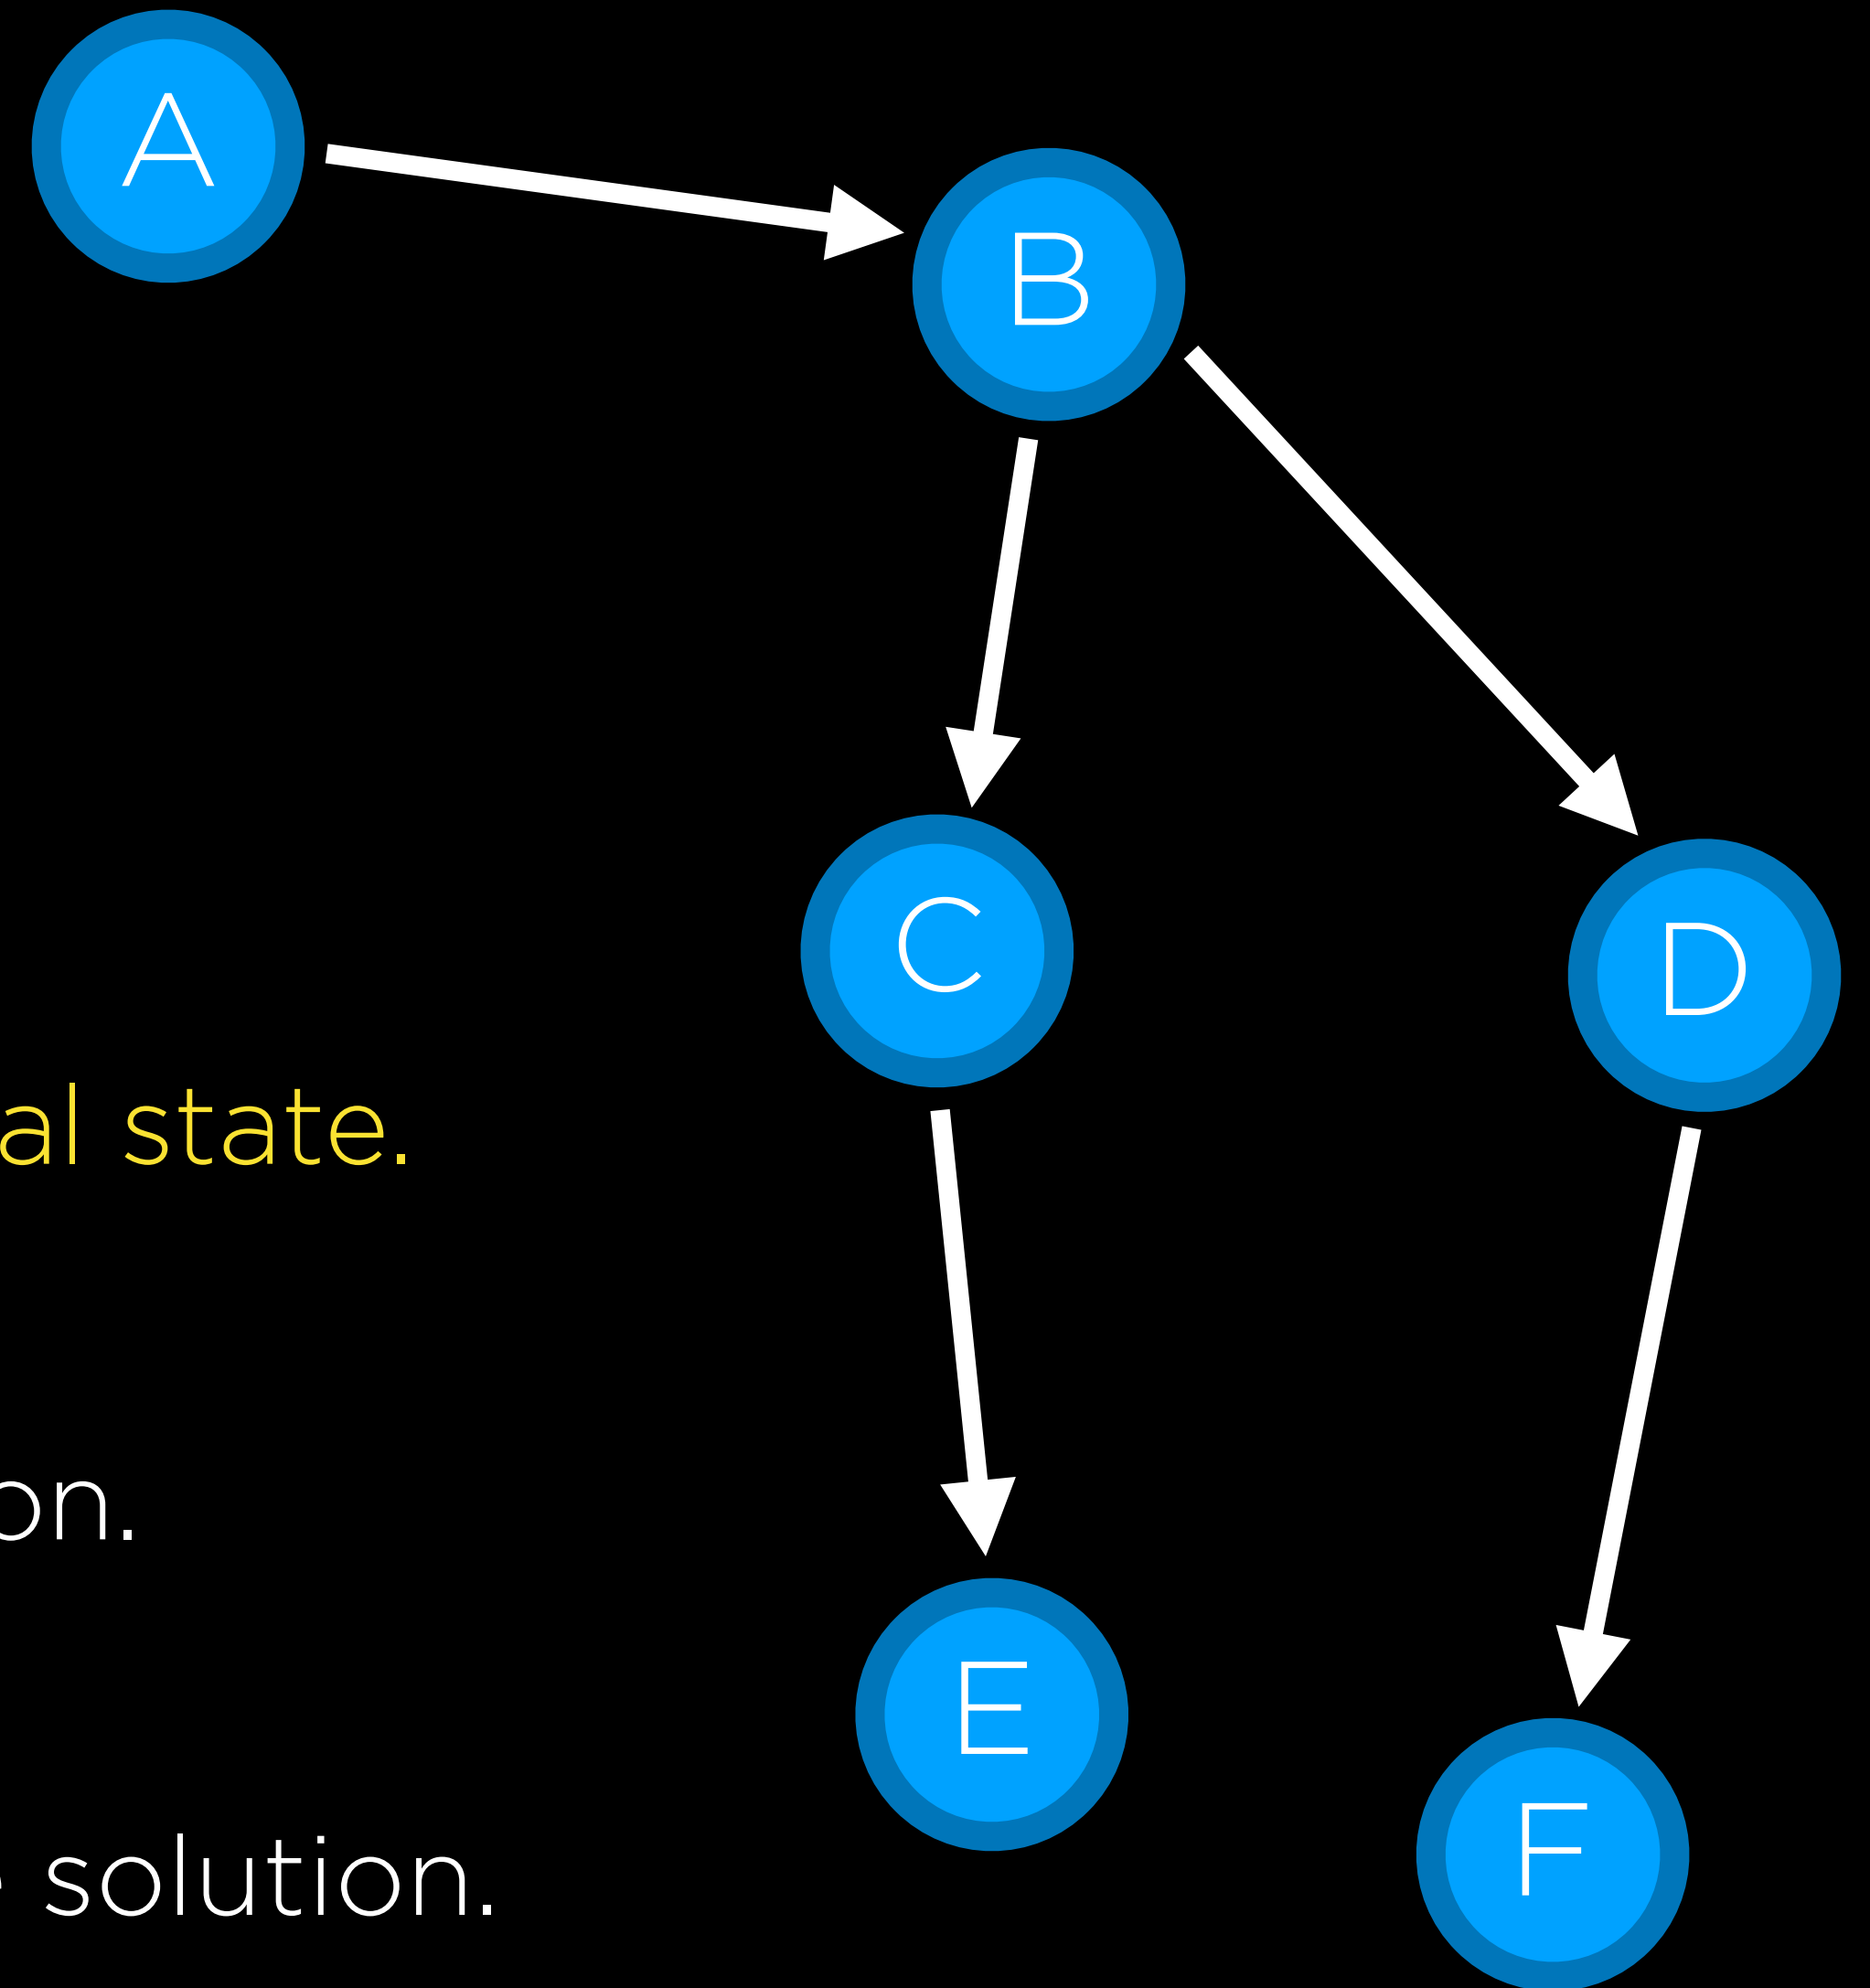 A
B
C
D
al state.
on.
E
F
solution.